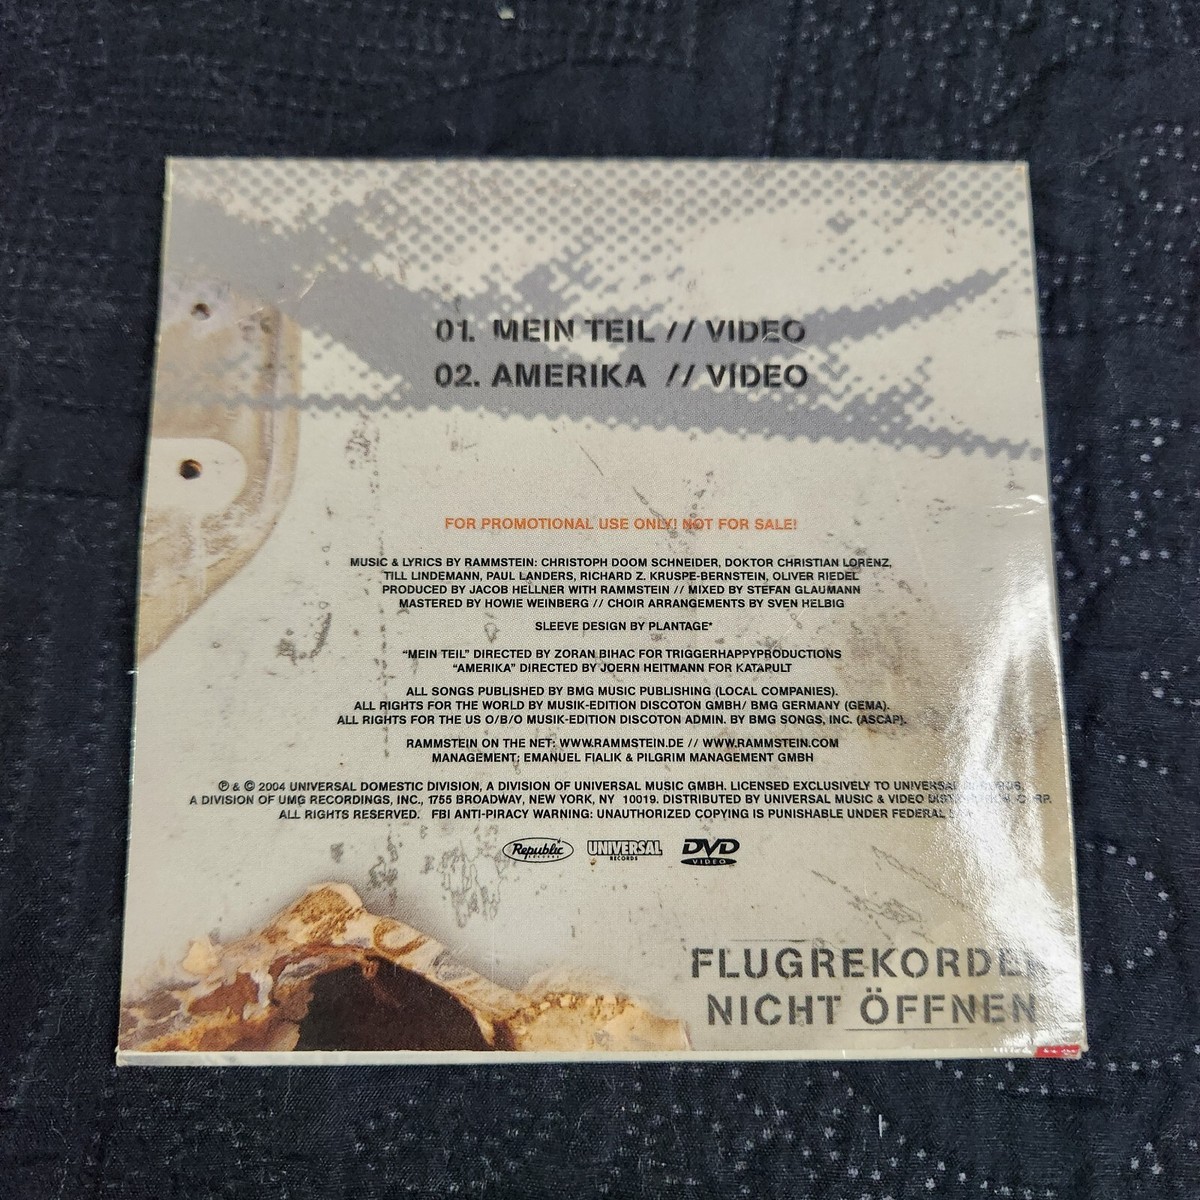 01. MEIN TEIL // VIDEO
02. AMERIKA // VIDEO
FOR PROMOTIONAL USE ONLY! NOT FOR SALE!
MUSIC & LYRICS BY RAMMSTEIN: CHRISTOPH DOOM SCHNEIDER, DOKTOR CHRISTIAN LORENZ,
TILL LINDEMANN, PAUL LANDERS, RICHARD Z. KRUSPE-BERNSTEIN, OLIVER RIEDEL
PRODUCED BY JACOB HELLNER WITH RAMMSTEIN // MIXED BY STEFAN GLAUMANN
MASTERED BY HOWIE WEINBERG // CHOIR ARRANGEMENTS BY SVEN HELBIG
SLEEVE DESIGN BY PLANTAGE*
“MEIN TEIL” DIRECTED BY ZORAN BIHAC FOR TRIGGERHAPPYPRODUCTIONS
“AMERIKA” DIRECTED BY JOERN HEITMANN FOR KATAPULT
ALL SONGS PUBLISHED BY BMG MUSIC PUBLISHING (LOCAL COMPANIES).
ALL RIGHTS FOR THE WORLD BY MUSIK-EDITION DISCOTON GMBH/ BMG GERMANY (GEMA).
ALL RIGHTS FOR THE US O/B/O MUSIK-EDITION DISCOTON ADMIN. BY BMG SONGS, INC. (ASCAP).
RAMMSTEIN ON THE NET: WWW.RAMMSTEIN.DE // WWW.RAMMSTEIN.COM
MANAGEMENT: EMANUEL FIALIK & PILGRIM MANAGEMENT GMBH
℗ & © 2004 UNIVERSAL DOMESTIC DIVISION, A DIVISION OF UNIVERSAL MUSIC GMBH. LICENSED EXCLUSIVELY TO UNIVERSAL RECORDS,
A DIVISION OF UMG RECORDINGS, INC., 1755 BROADWAY, NEW YORK, NY 10019. DISTRIBUTED BY UNIVERSAL MUSIC & VIDEO DISTRIBUTION, CORP.
ALL RIGHTS RESERVED. FBI ANTI-PIRACY WARNING: UNAUTHORIZED COPYING IS PUNISHABLE UNDER FEDERAL
Republic RECORDS UNIVERSAL RECORDS DVD VIDEO
FLUGREKORDER
NICHT ÖFFNEN